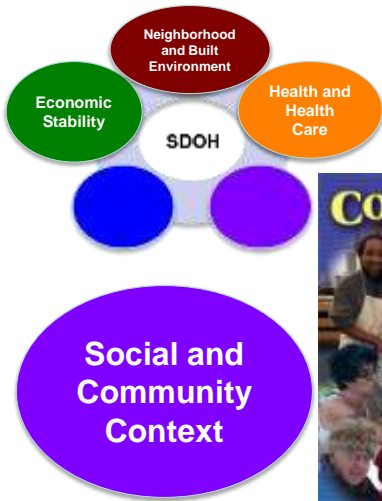 Neighborhood
and Built
Environment
Economic
Stability
Health and
Health
Care
SDOH
Social and
Community
Context